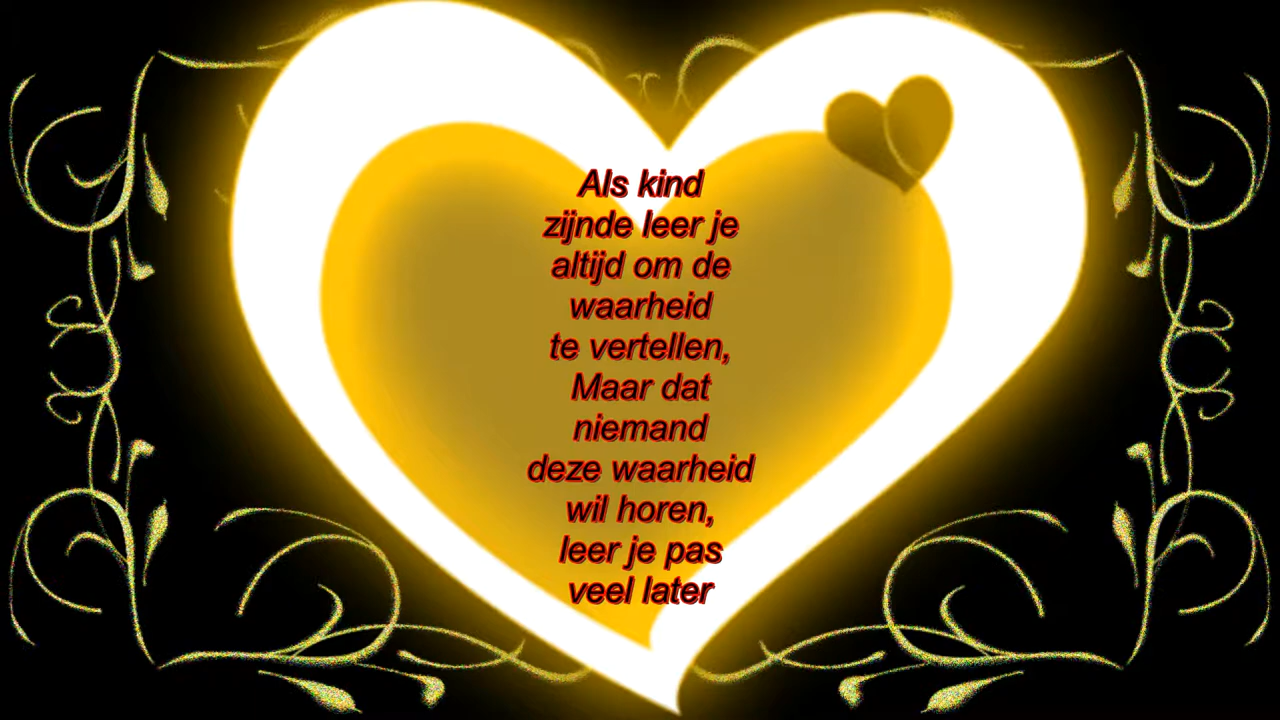 Als kind
zijnde leer je
altijd om de
waarheid
te vertellen,
Maar dat
niemand
deze waarheid
wil horen,
leer je pas
veel later